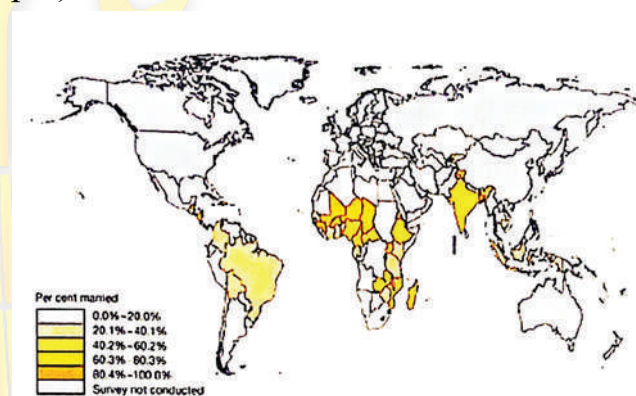 Per cent married
0.0%-20.0%
20.1%-40.1%
40.2%-60.2%
60.3%-80.3%
80.4%-100.0%
Survey not conducted